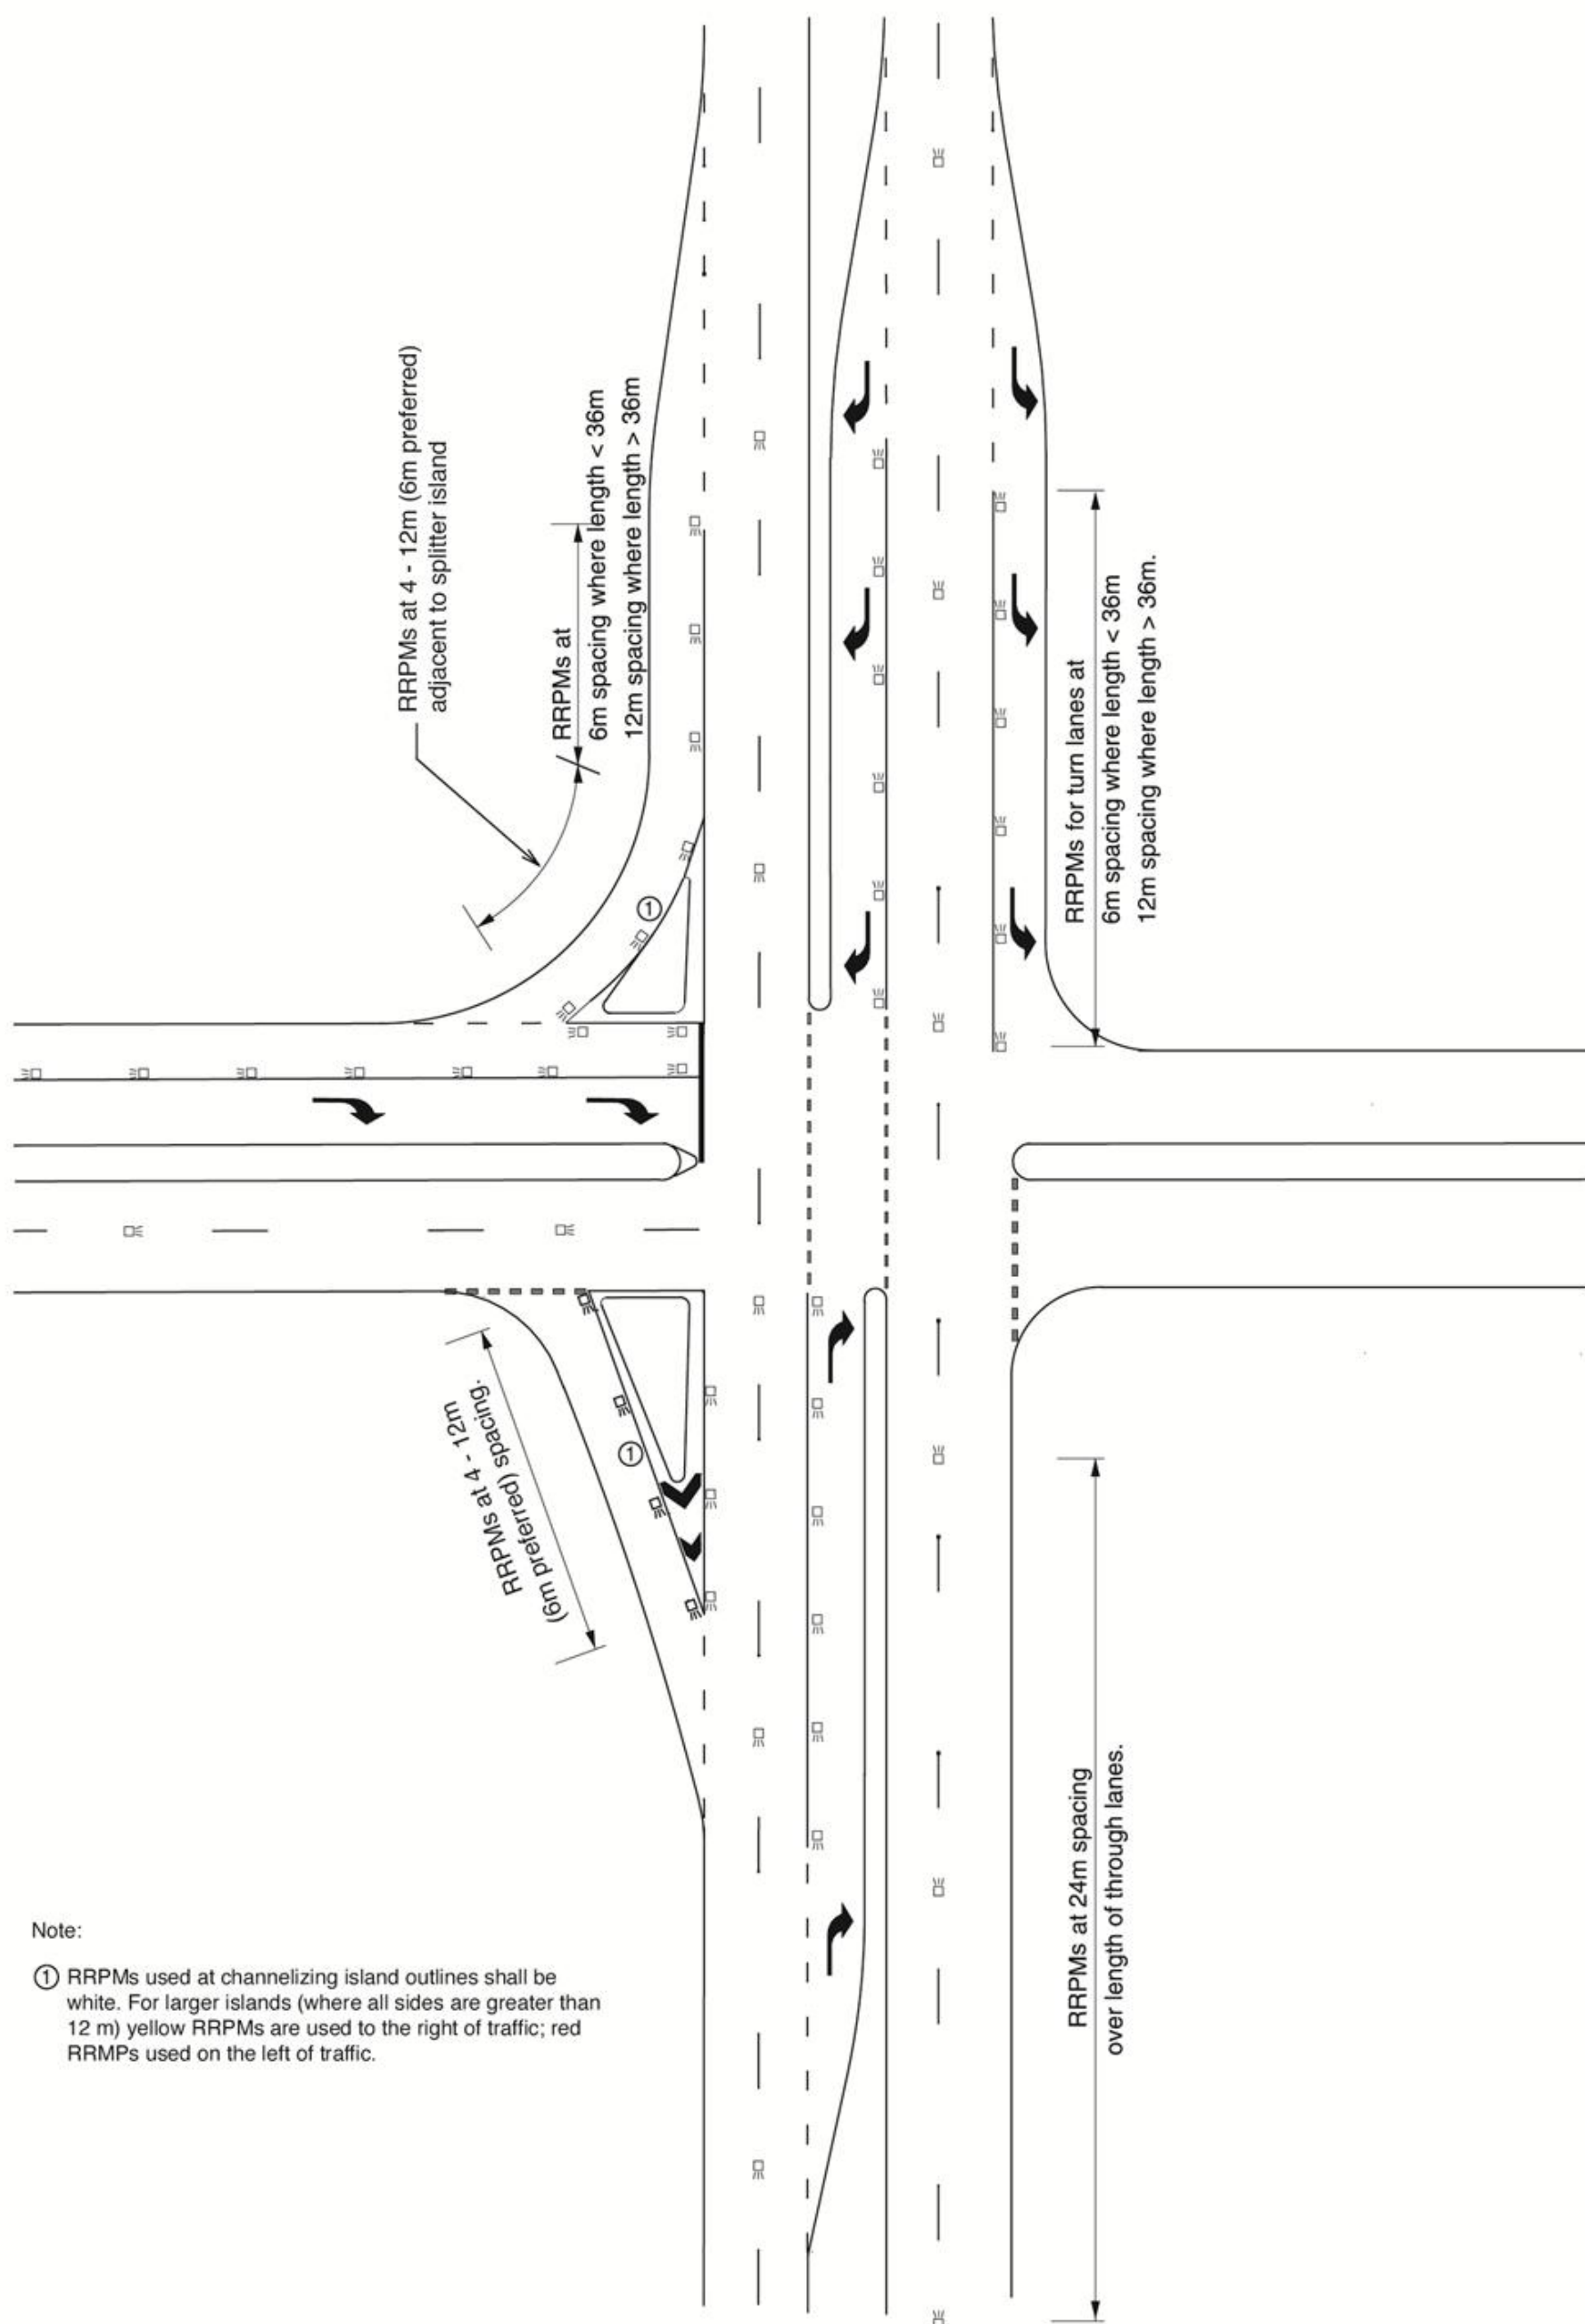 RRPMs at 4 - 12m (6m preferred)
adjacent to splitter island
RRPMs at
6m spacing where length < 36m
12m spacing where length > 36m
1
RRPMs for turn lanes at
6m spacing where length < 36m
12m spacing where length > 36m.
RRPMs at 4 - 12m
(6m preferred) spacing.
1
RRPMs at 24m spacing
over length of through lanes.
Note:
1 RRPMs used at channelizing island outlines shall be
white. For larger islands (where all sides are greater than
12 m) yellow RRPMs are used to the right of traffic; red
RRMPs used on the left of traffic.